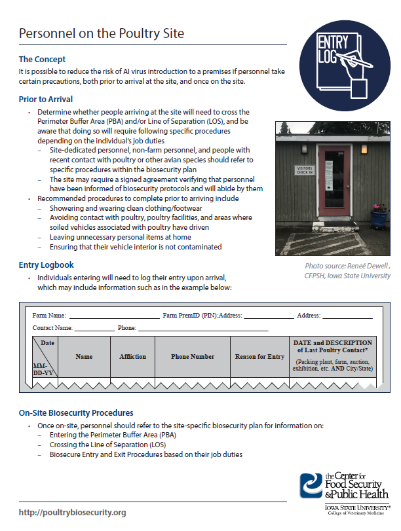 Personnel on the Poultry Site
ENTRY
LOG
The Concept
It is possible to reduce the risk of AI virus introduction to a premises if personnel take
certain precautions, both prior to arrival at the site, and once on the site.
Prior to Arrival
• Determine whether people arriving at the site will need to cross the
Perimeter Buffer Area (PBA) and/or Line of Separation (LOS), and be
aware that doing so will require following specific procedures
depending on the individual's job duties
– Site-dedicated personnel, non-farm personnel, and people with
recent contact with poultry or other avian species should refer to
specific procedures within the biosecurity plan
– The site may require a signed agreement verifying that personnel
have been informed of biosecurity protocols and will abide by them
• Recommended procedures to complete prior to arriving include
– Showering and wearing clean clothing/footwear
– Avoiding contact with poultry, poultry facilities, and areas where
soiled vehicles associated with poultry have driven
– Leaving unnecessary personal items at home
– Ensuring that their vehicle interior is not contaminated
VISITORS
CHECK IN
Photo source: Reneé Dewell,
CFPSH, Iowa State University
Entry Logbook
• Individuals entering will need to log their entry upon arrival,
which may include information such as in the example below:
Farm Name: Farm PremID (PIN): Address: Address:
Contact Name: Phone:
Date
MM-
DD-YY
Name
Affliction
Phone Number
Reason for Entry
DATE and DESCRIPTION
of Last Poultry Contact*
(Packing plant, farm, auction,
exhibition, etc. AND City/State)
On-Site Biosecurity Procedures
• Once on-site, personnel should refer to the site-specific biosecurity plan for information on:
– Entering the Perimeter Buffer Area (PBA)
– Crossing the Line of Separation (LOS)
– Biosecure Entry and Exit Procedures based on their job duties
the Center for
Food Security
&Public Health
IOWA STATE UNIVERSITY®
College of Veterinary Medicine
http://poultrybiosecurity.org